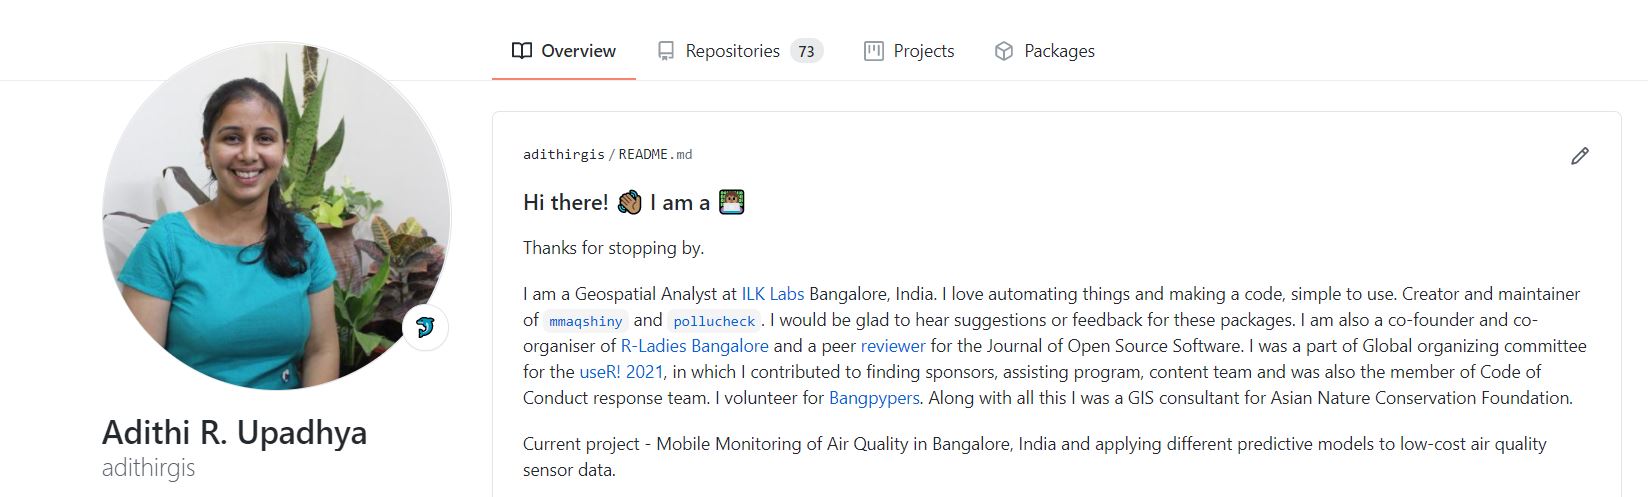 Overview Repositories 73 Projects Packages
adithirgis/README.md
Hi there! 👋🏽 I am a 👩🏽‍💻
Thanks for stopping by.
I am a Geospatial Analyst at ILK Labs Bangalore, India. I love automating things and making a code, simple to use. Creator and maintainer
of mmaqshiny and pollucheck. I would be glad to hear suggestions or feedback for these packages. I am also a co-founder and co-
organiser of R-Ladies Bangalore and a peer reviewer for the Journal of Open Source Software. I was a part of Global organizing committee
for the useR! 2021, in which I contributed to finding sponsors, assisting program, content team and was also the member of Code of
Conduct response team. I volunteer for Bangpypers. Along with all this I was a GIS consultant for Asian Nature Conservation Foundation.
Current project - Mobile Monitoring of Air Quality in Bangalore, India and applying different predictive models to low-cost air quality
sensor data.
Adithi R. Upadhya
adithirgis